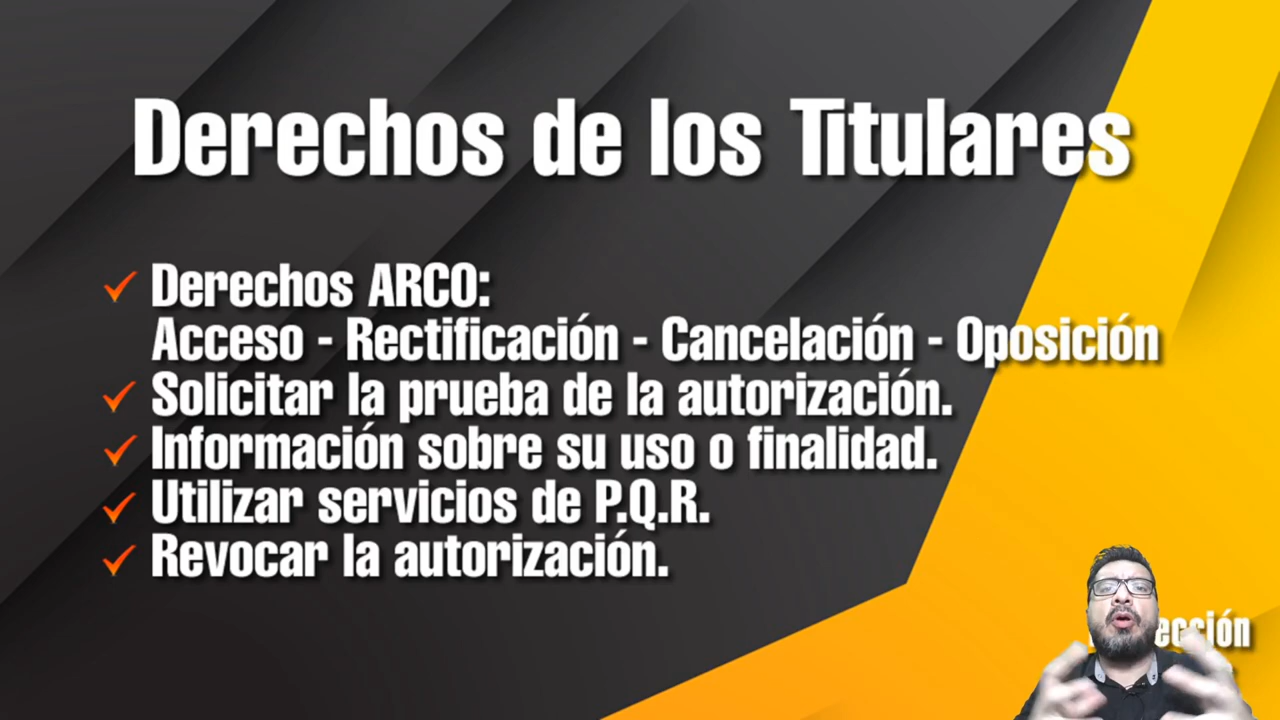 Derechos de los Titulares
Derechos ARCO:
Acceso - Rectificación - Cancelación - Oposición
Solicitar la prueba de la autorización.
Información sobre su uso o finalidad.
Utilizar servicios de P.Q.R.
Revocar la autorización.